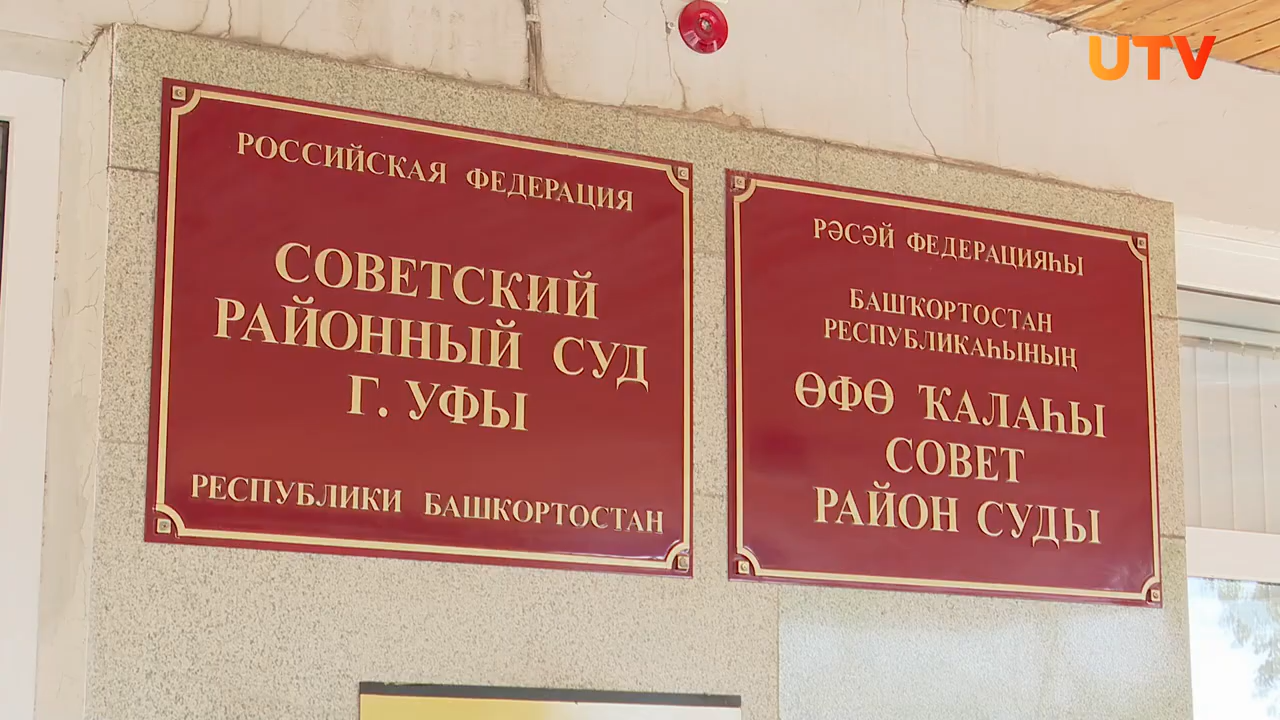 UTV
РОССИЙСКАЯ ФЕДЕРАЦИЯ
СОВЕТСКИЙ
РАЙОННЫЙ СУД
Г. УФЫ
РЕСПУБЛИКИ БАШКОРТОСТАН
РӘСӘЙ ФЕДЕРАЦИЯҺЫ
БАШҠОРТОСТАН
РЕСПУБЛИКАҺЫНЫҢ
ӨФӨ ҠАЛАҺЫ
СОВЕТ
РАЙОН СУДЫ